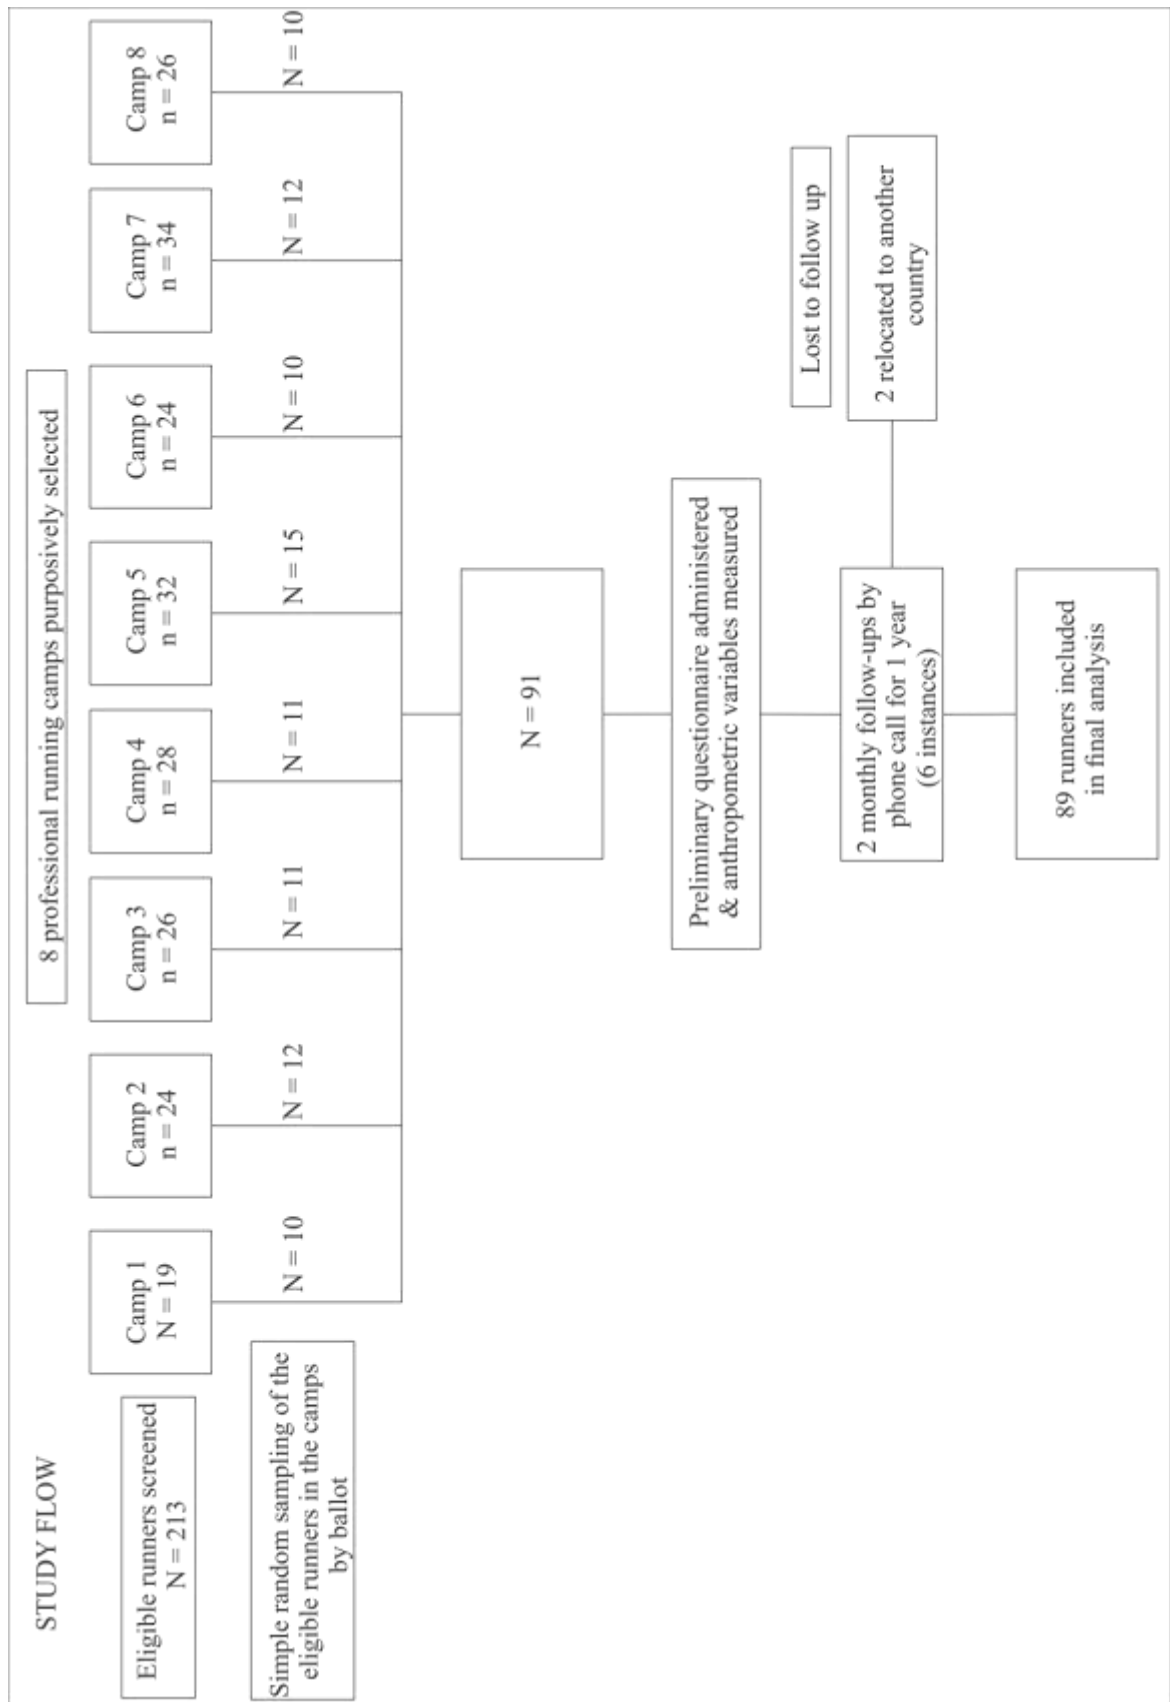 STUDY FLOW
8 professional running camps purposively selected
Eligible runners screened
N = 213
Camp 1
N = 19
Camp 2
n = 24
Camp 3
n = 26
Camp 4
n = 28
Camp 5
n = 32
Camp 6
n = 24
Camp 7
n = 34
Camp 8
n = 26
Simple random sampling of the
eligible runners in the camps
by ballot
N = 10
N = 12
N = 11
N = 11
N = 15
N = 10
N = 12
N = 10
N = 91
Preliminary questionnaire administered
& anthropometric variables measured
Lost to follow up
2 monthly follow-ups by
phone call for 1 year
(6 instances)
2 relocated to another
country
89 runners included
in final analysis